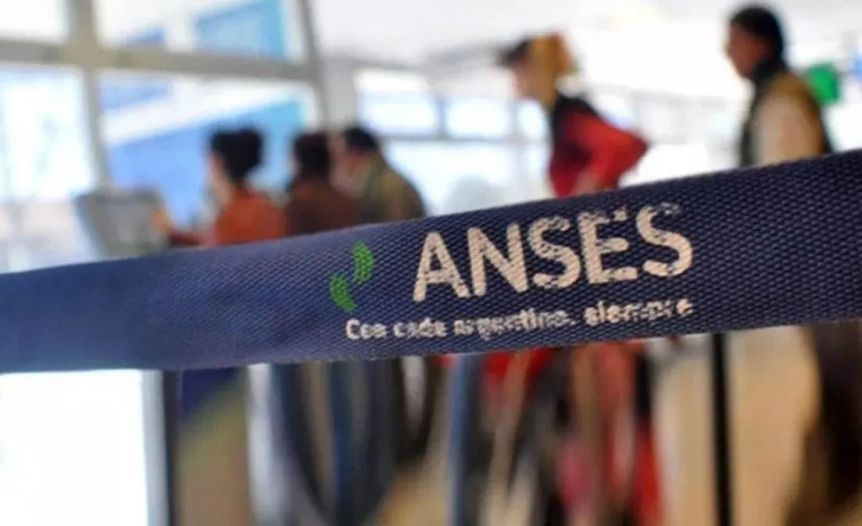 ANSES
Con cada argentino, siempre